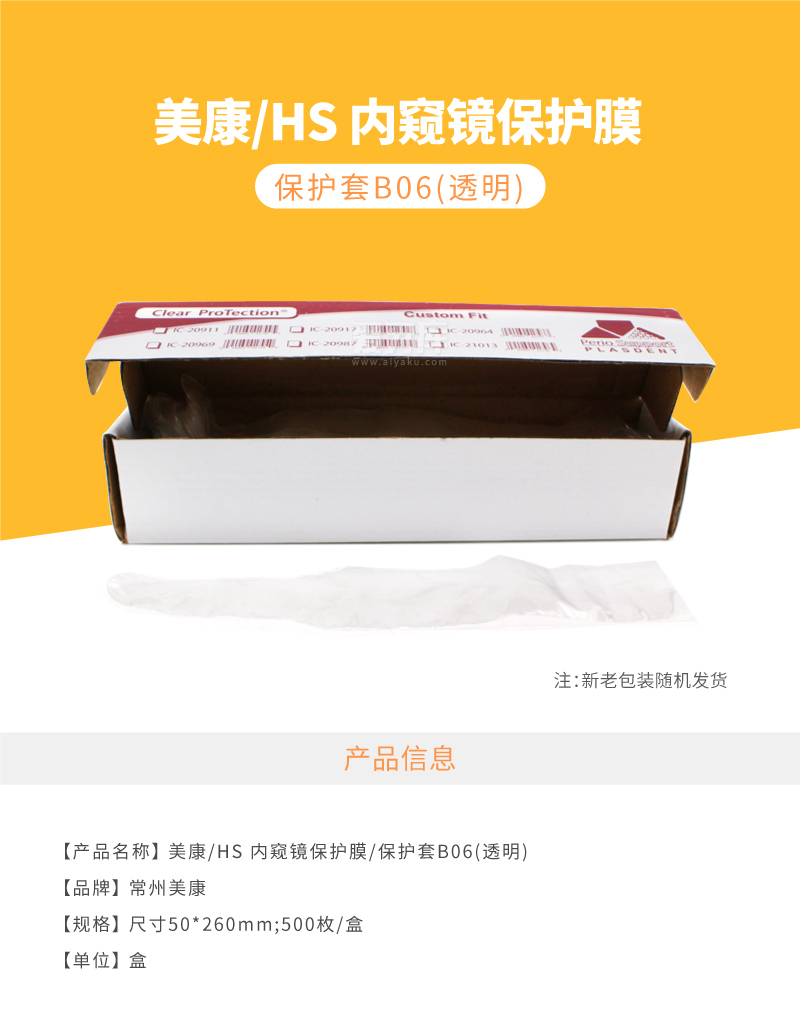 美康/HS 内窥镜保护膜
保护套B06(透明)
Clear ProTection®
Custom Fit
IC-20911 IC-20917 IC-20964
IC-20969 IC-20987 IC-21013
Perio Support
PLASDENT
www.aiyaku.com
注:新老包装随机发货
产品信息
【产品名称】美康/HS 内窥镜保护膜/保护套B06(透明)
【品牌】常州美康
【规格】尺寸50*260mm;500枚/盒
【单位】盒